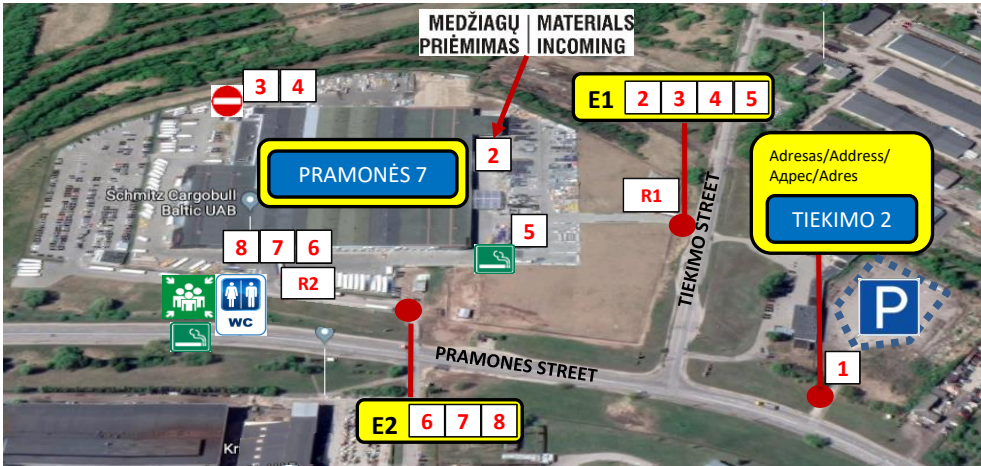 MEDŽIAGŲ | MATERIALS
PRIĖMIMAS | INCOMING
3 4
E1 2 3 4 5
2
Adresas/Address/
Адрес/Adres
TIEKIMO 2
PRAMONĖS 7
Schmitz Cargobull
Baltic UAB
R1
TIEKIMO STREET
5
8 7 6
R2
WC
P
PRAMONES STREET
1
E2 6 7 8
Kr